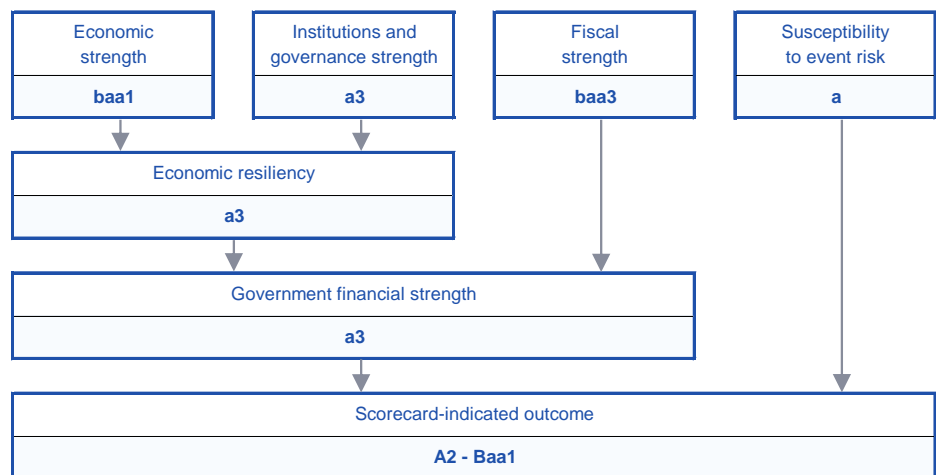 Economic
strength
baa1
Institutions and
governance strength
a3
Fiscal
strength
baa3
Susceptibility
to event risk
a
Economic resiliency
a3
Government financial strength
a3
Scorecard-indicated outcome
A2 - Baa1